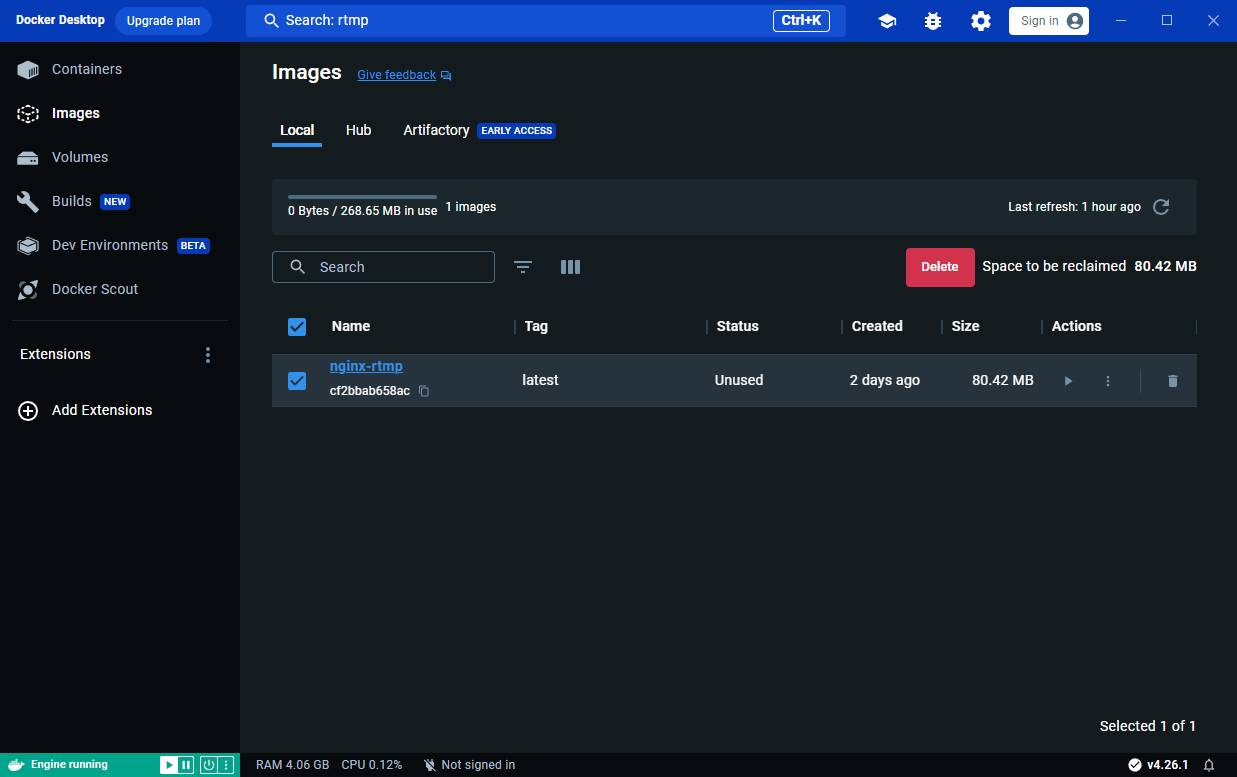 Docker Desktop Upgrade plan Search: rtmp Ctrl+K Sign in
Containers
Images
Volumes
Builds NEW
Dev Environments BETA
Docker Scout
Extensions
Add Extensions
Images Give feedback
Local Hub Artifactory EARLY ACCESS
0 Bytes / 268.65 MB in use 1 images Last refresh: 1 hour ago
Search Delete Space to be reclaimed 80.42 MB
Name Tag Status Created Size Actions
nginx-rtmp
cf2bbab658ac
latest Unused 2 days ago 80.42 MB
Selected 1 of 1
Engine running RAM 4.06 GB CPU 0.12% Not signed in v4.26.1